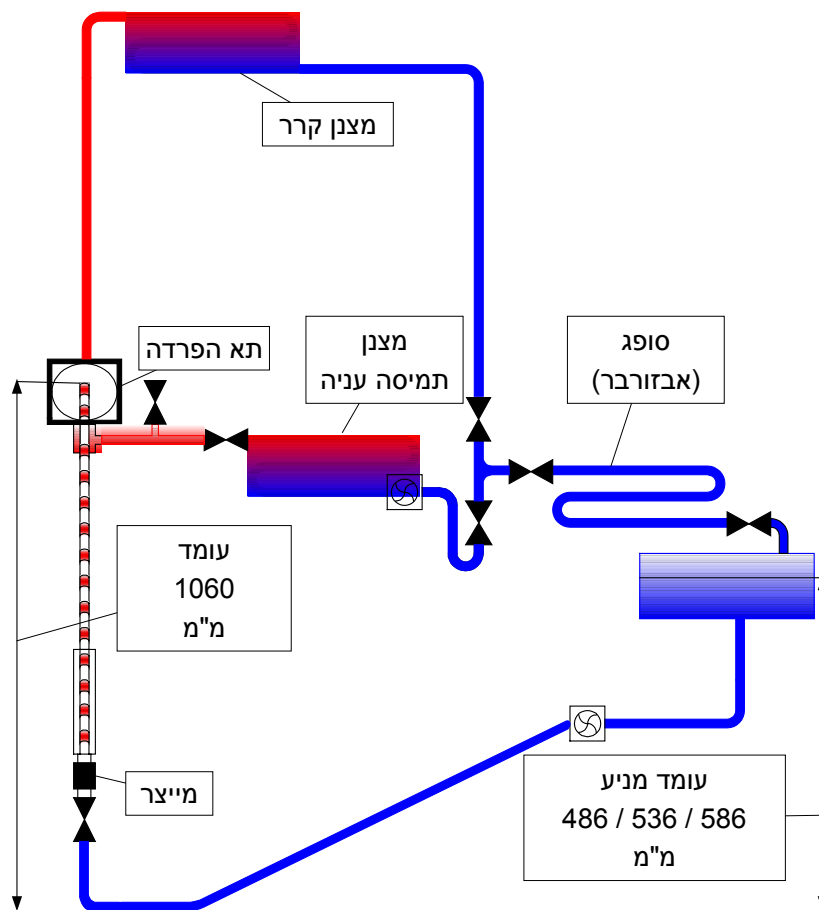 מצנן קרר
תא הפרדה
מצנן
תמיסה עניה
סופג
(אבזורבר)
עומד
1060
מ"מ
מייצר
עומד מניע
486 / 536 / 586
מ"מ